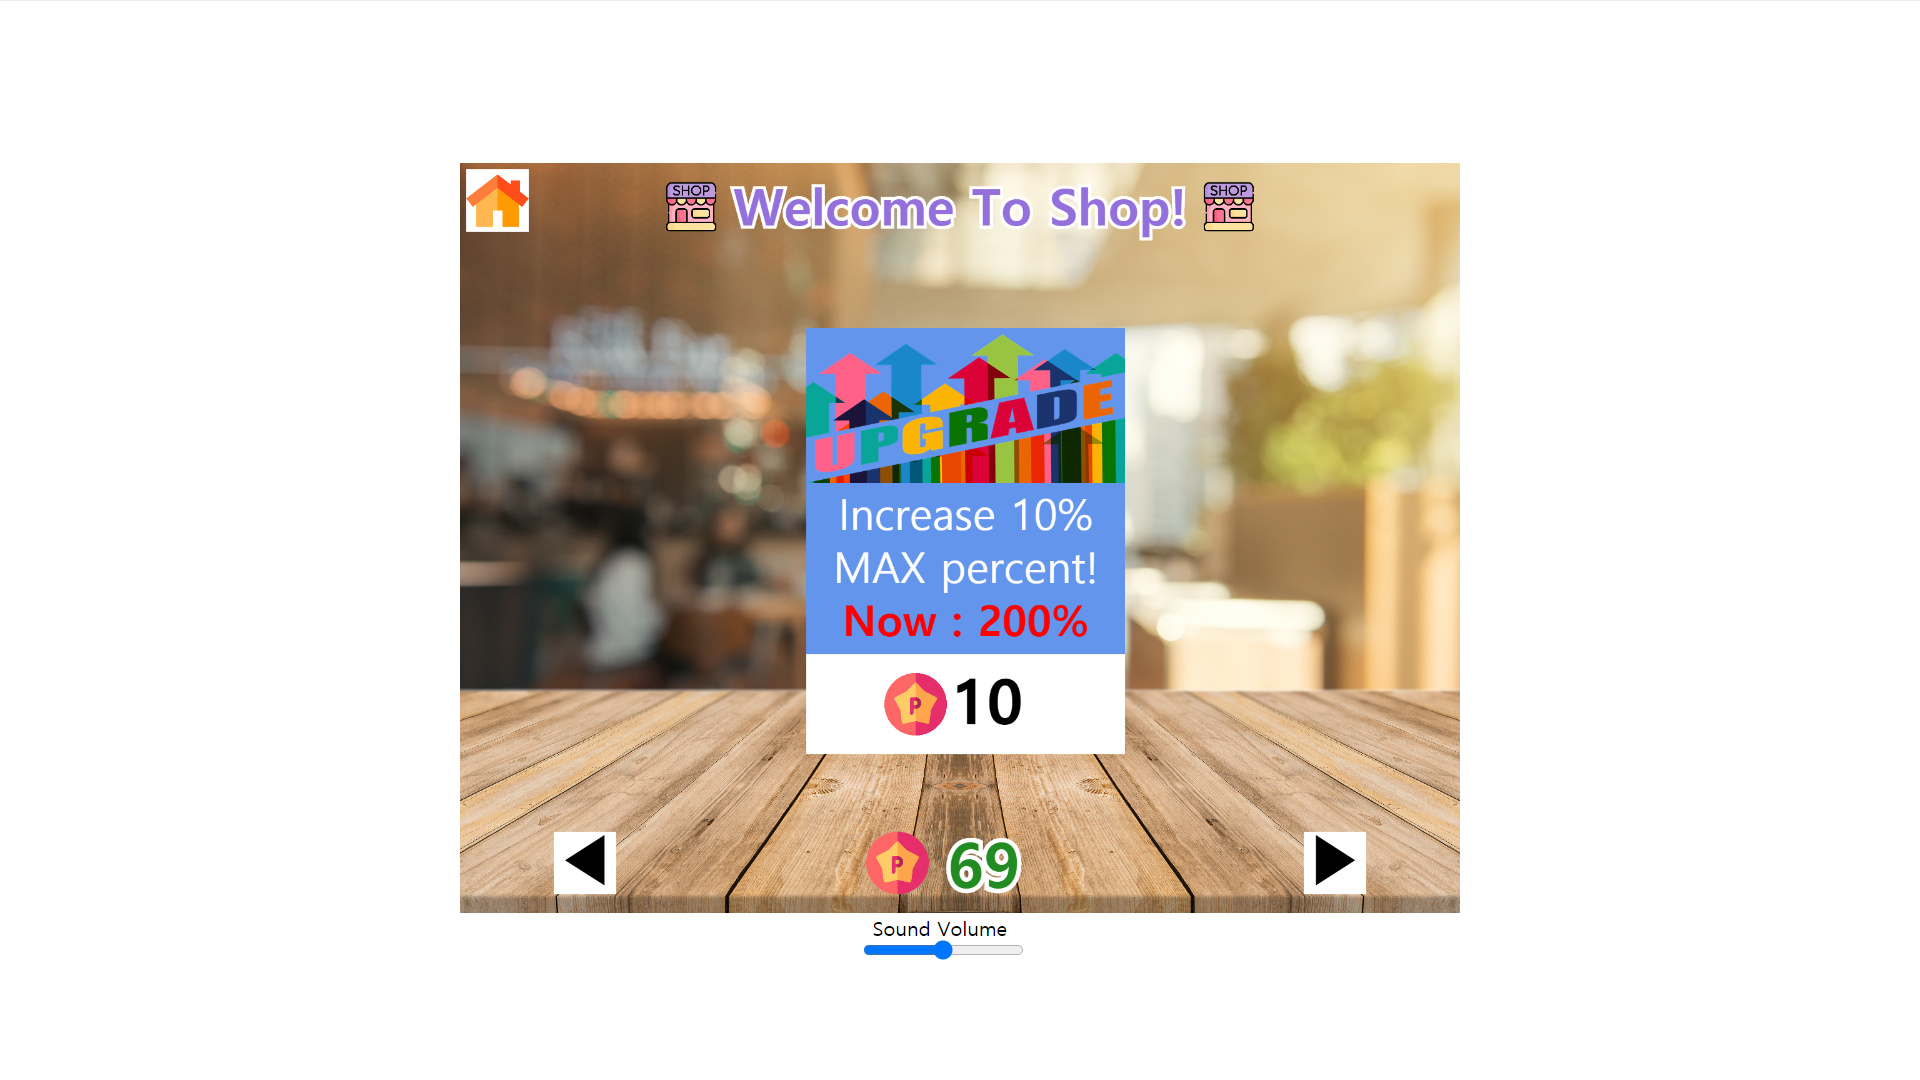 SHOP Welcome To Shop! SHOP
UPGRADE
Increase 10%
MAX percent!
Now : 200%
P 10
P 69
Sound Volume